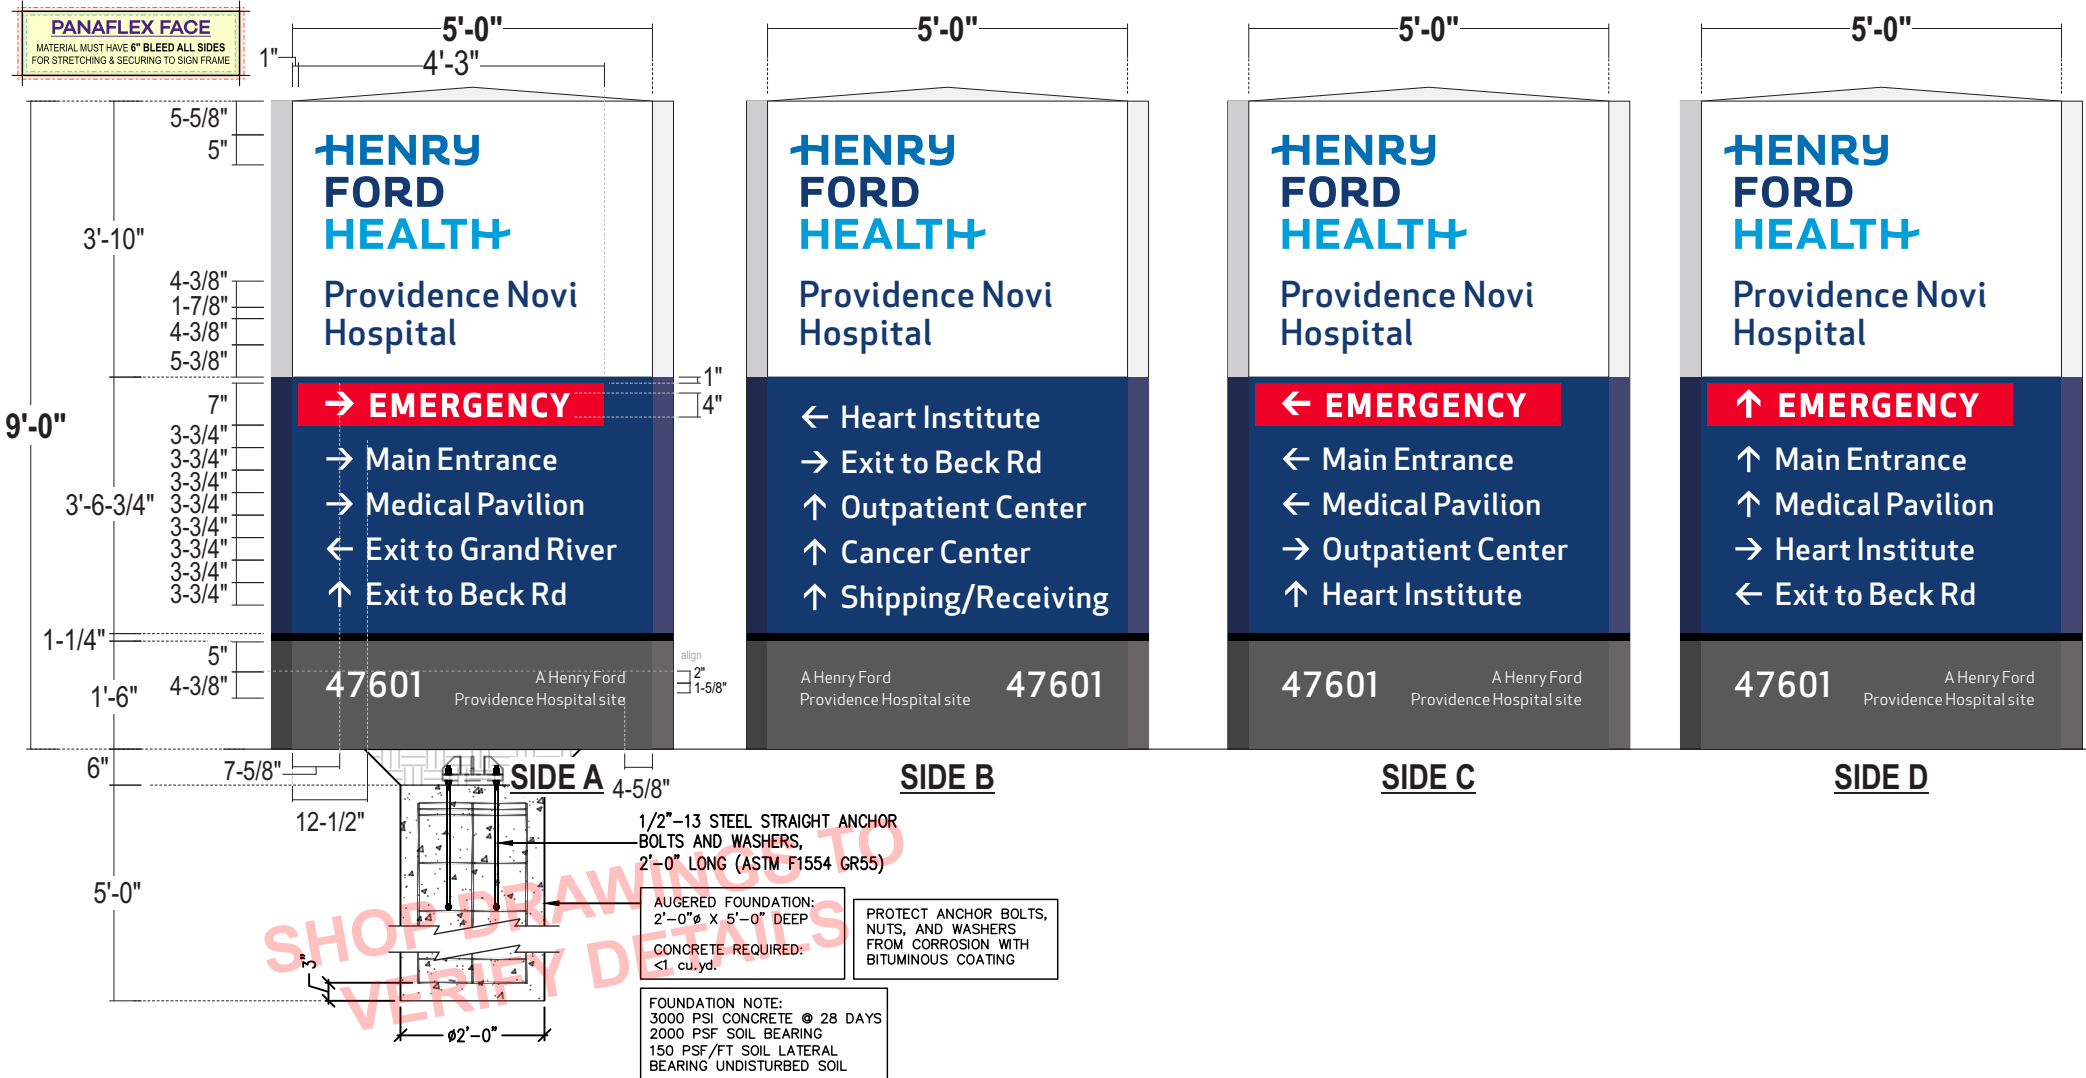 PANAFLEX FACE
MATERIAL MUST HAVE 6" BLEED ALL SIDES
FOR STRETCHING & SECURING TO SIGN FRAME
5'-0"
1"
4'-3"
5'-0"
5'-0"
5'-0"
9'-0"
3'-10"
3'-6-3/4"
1-1/4"
1'-6"
6"
5'-0"
5-5/8"
5"
4-3/8"
1-7/8"
4-3/8"
5-3/8"
7"
3-3/4"
3-3/4"
3-3/4"
3-3/4"
3-3/4"
3-3/4"
3-3/4"
3-3/4"
5"
4-3/8"
HENRY
FORD
HEALTH
Providence Novi
Hospital
→ EMERGENCY
→ Main Entrance
→ Medical Pavilion
← Exit to Grand River
↑ Exit to Beck Rd
47601
A Henry Ford
Providence Hospital site
1"
4"
align
2"
1-5/8"
HENRY
FORD
HEALTH
Providence Novi
Hospital
← Heart Institute
→ Exit to Beck Rd
↑ Outpatient Center
↑ Cancer Center
↑ Shipping/Receiving
A Henry Ford
Providence Hospital site
47601
HENRY
FORD
HEALTH
Providence Novi
Hospital
← EMERGENCY
← Main Entrance
← Medical Pavilion
→ Outpatient Center
↑ Heart Institute
47601
A Henry Ford
Providence Hospital site
HENRY
FORD
HEALTH
Providence Novi
Hospital
↑ EMERGENCY
↑ Main Entrance
↑ Medical Pavilion
→ Heart Institute
← Exit to Beck Rd
47601
A Henry Ford
Providence Hospital site
7-5/8"
12-1/2"
4-5/8"
SIDE A
SIDE B
SIDE C
SIDE D
1/2"-13 STEEL STRAIGHT ANCHOR
BOLTS AND WASHERS,
2'-0" LONG (ASTM F1554 GR55)
AUGERED FOUNDATION:
2'-0"ø X 5'-0" DEEP
CONCRETE REQUIRED:
<1 cu.yd.
PROTECT ANCHOR BOLTS,
NUTS, AND WASHERS
FROM CORROSION WITH
BITUMINOUS COATING
FOUNDATION NOTE:
3000 PSI CONCRETE @ 28 DAYS
2000 PSF SOIL BEARING
150 PSF/FT SOIL LATERAL
BEARING UNDISTURBED SOIL
3"
ø2'-0"
SHOP DRAWINGS TO
VERIFY DETAILS